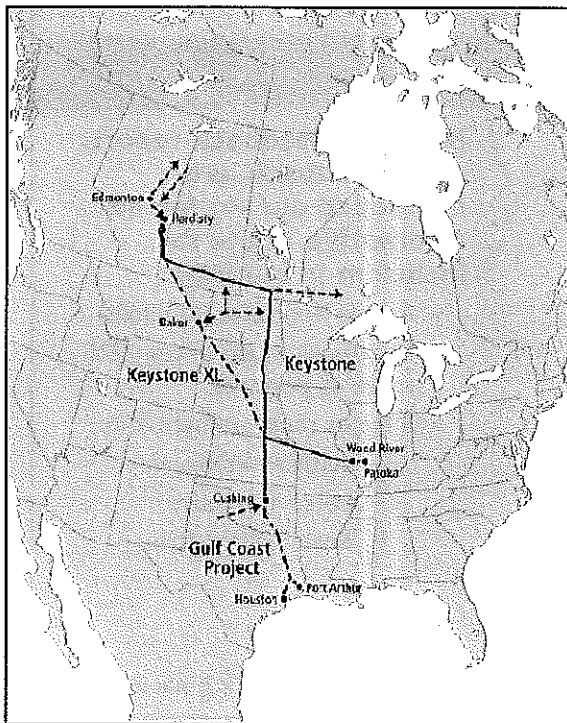 Edmonton
Hardisty
Baker
Keystone XL
Keystone
Wood River
Patoka
Cushing
Gulf Coast
Project
Port Arthur
Houston